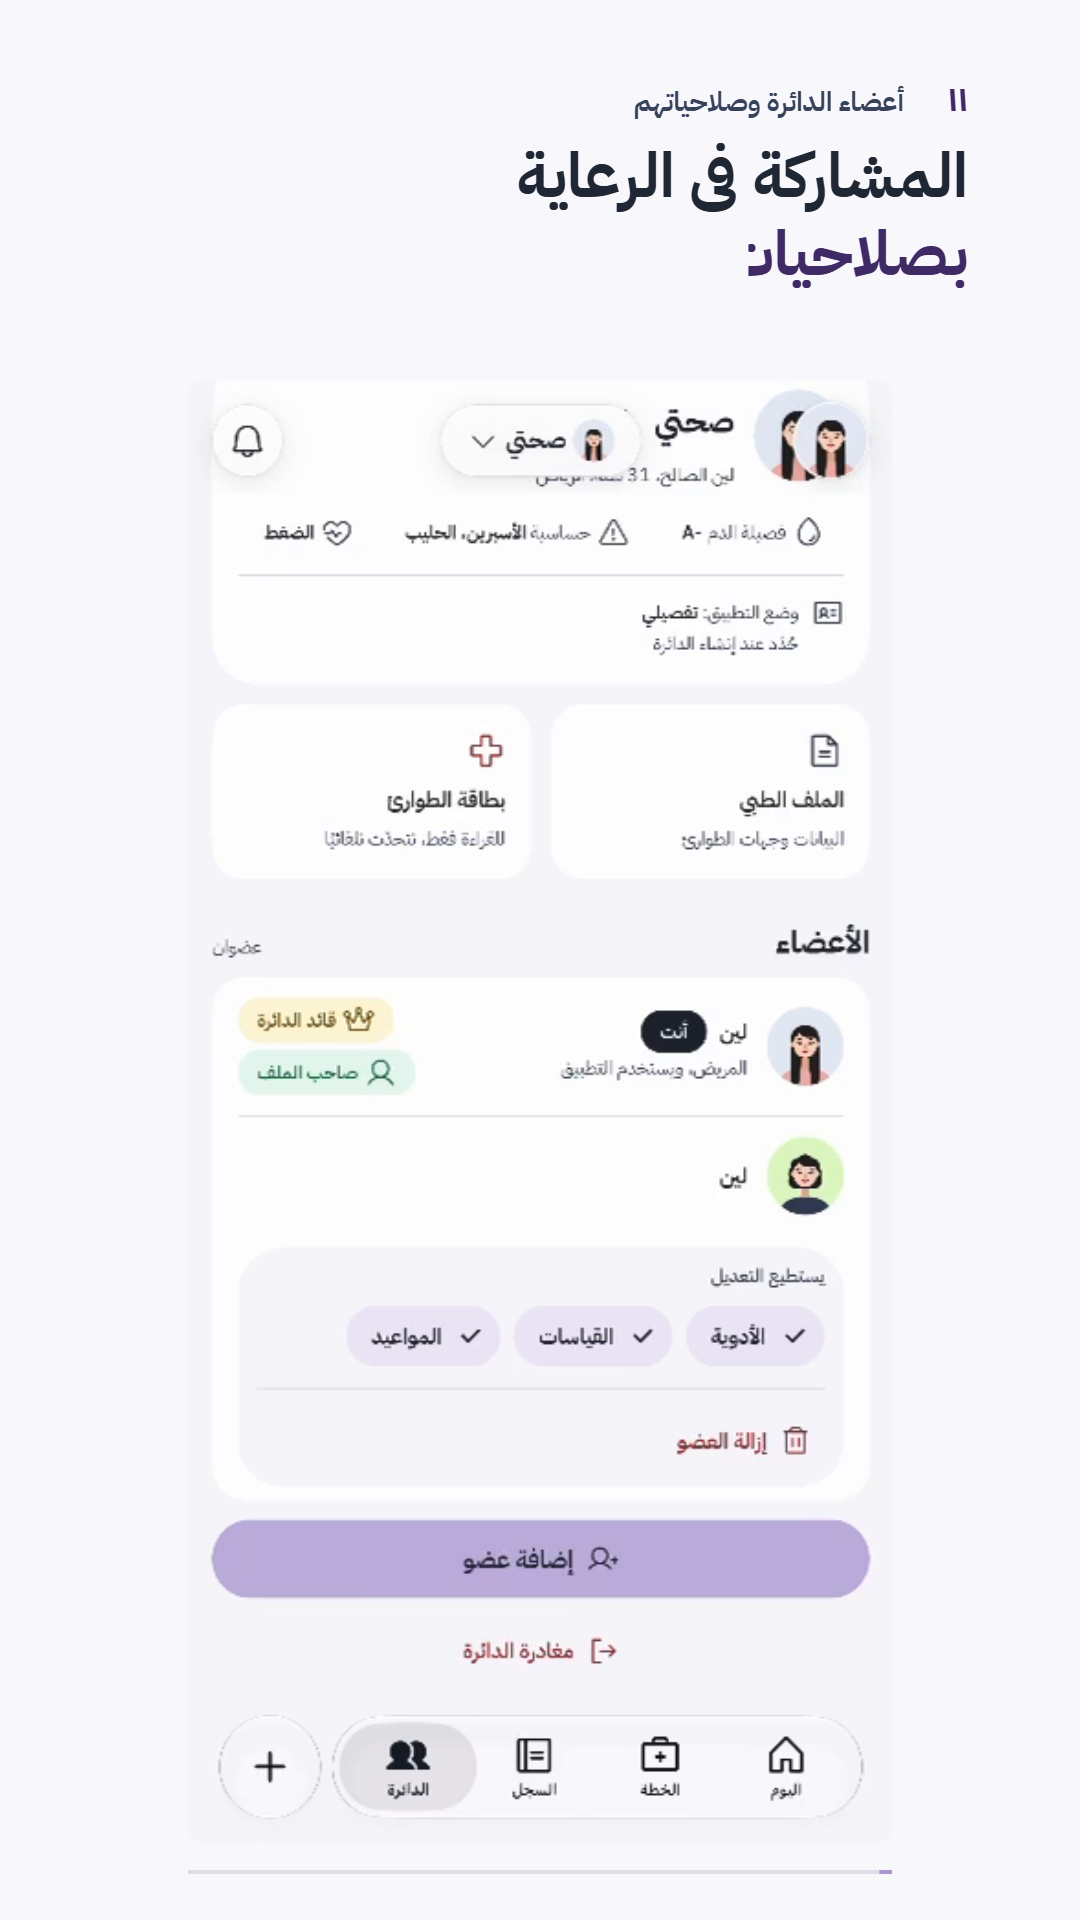 ١١ أعضاء الدائرة وصلاحياتهم
المشاركة في الرعاية
بصلاحيات
صحتي
صحتي
لين الصالح، 31
فصيلة الدم A-
حساسية الأسبرين، الحليب
الضغط
وضع التطبيق: تفصيلي
حُدّد عند إنشاء الدائرة
الملف الطبي
البيانات وجهات الطوارئ
بطاقة الطوارئ
للقراءة فقط، تتحدّث تلقائيًا
الأعضاء
عضوان
لين أنت
المريض، ويستخدم التطبيق
قائد الدائرة
صاحب الملف
لين
يستطيع التعديل
الأدوية
القياسات
المواعيد
إزالة العضو
إضافة عضو
مغادرة الدائرة
اليوم
الخطة
السجل
الدائرة